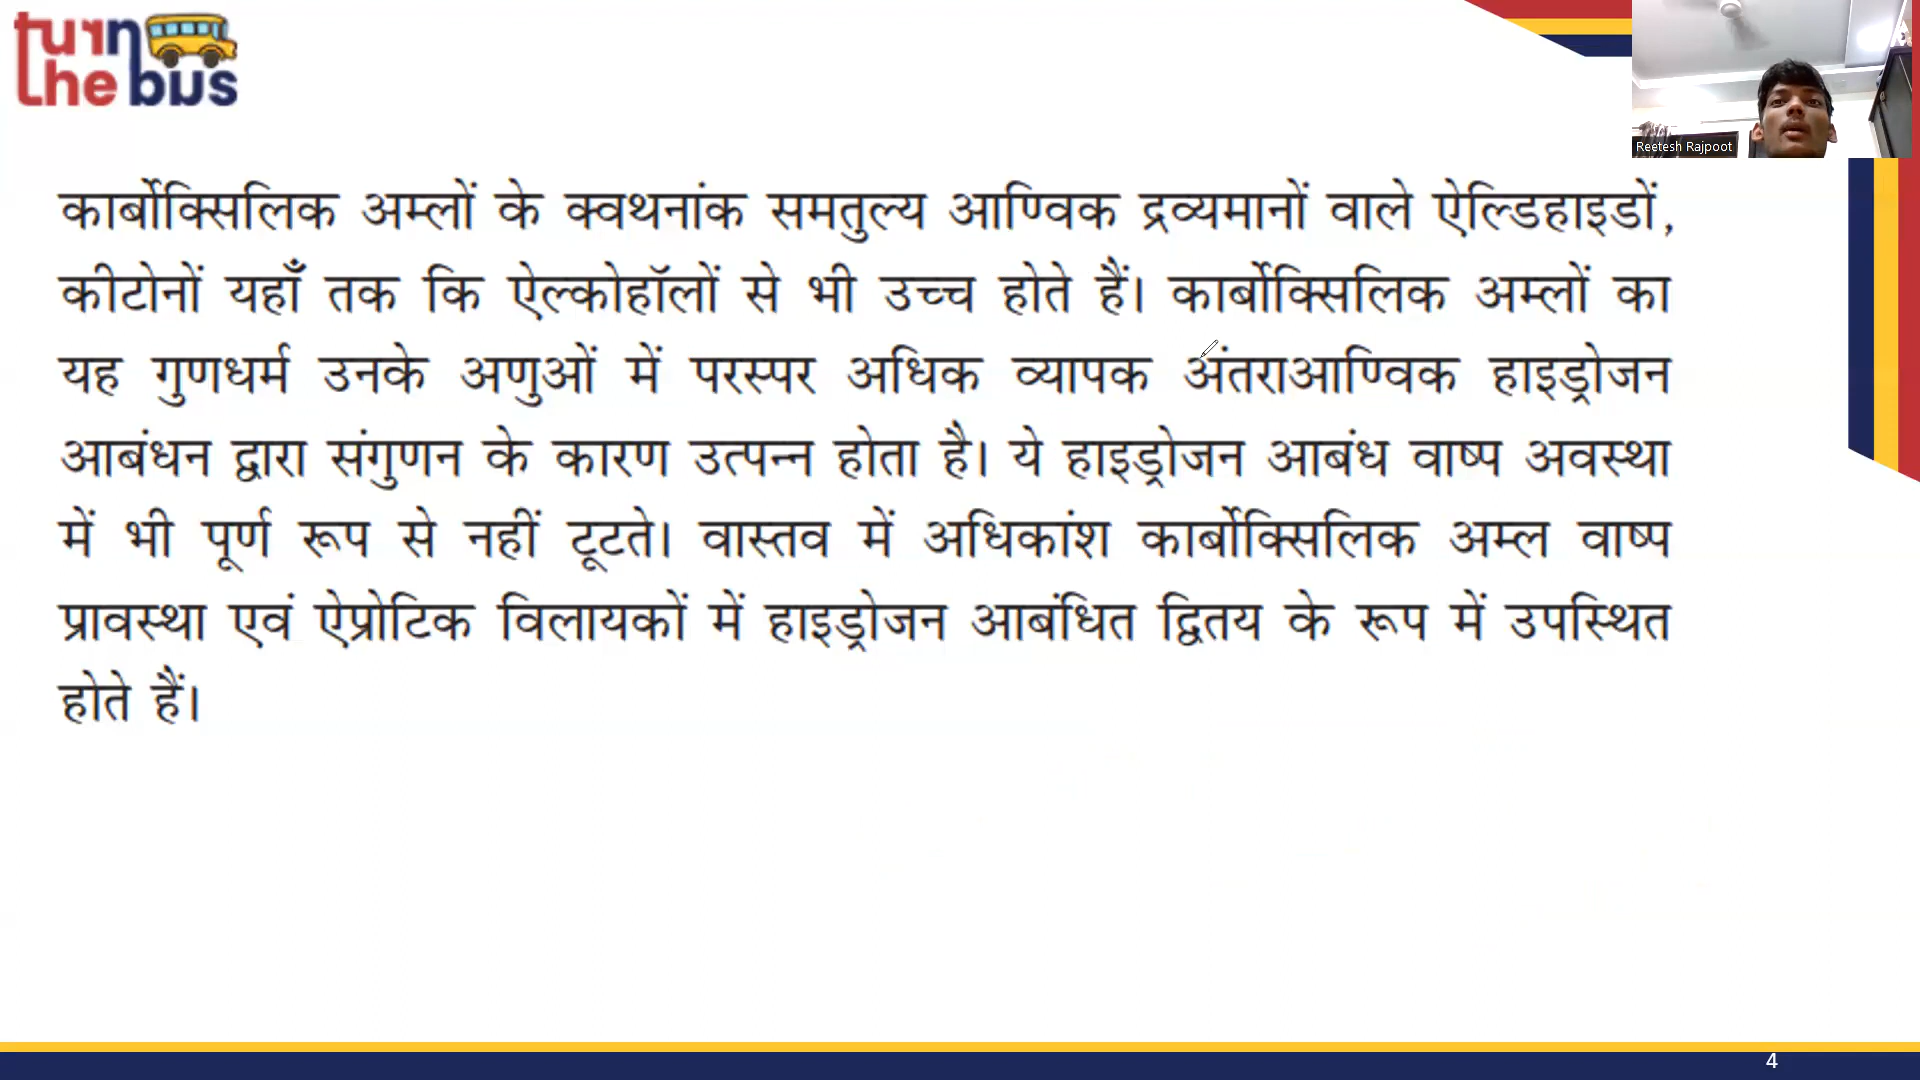 turn
the bus
Reetesh Rajpoot
कार्बोक्सिलिक अम्लों के क्वथनांक समतुल्य आण्विक द्रव्यमानों वाले ऐल्डिहाइडों,
कीटोनों यहाँ तक कि ऐल्कोहॉलों से भी उच्च होते हैं। कार्बोक्सिलिक अम्लों का
यह गुणधर्म उनके अणुओं में परस्पर अधिक व्यापक अंतराआण्विक हाइड्रोजन
आबंधन द्वारा संगुणन के कारण उत्पन्न होता है। ये हाइड्रोजन आबंध वाष्प अवस्था
में भी पूर्ण रूप से नहीं टूटते। वास्तव में अधिकांश कार्बोक्सिलिक अम्ल वाष्प
प्रावस्था एवं ऐप्रोटिक विलायकों में हाइड्रोजन आबंधित द्वितय के रूप में उपस्थित
होते हैं।
4